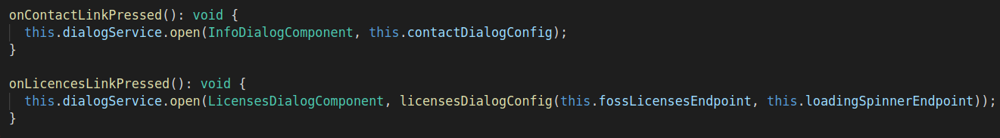 onContactLinkPressed(): void {
this.dialogService.open(InfoDialogComponent, this.contactDialogConfig);
}
onLicencesLinkPressed(): void {
this.dialogService.open(LicensesDialogComponent, licensesDialogConfig(this.fossLicensesEndpoint, this.loadingSpinnerEndpoint));
}